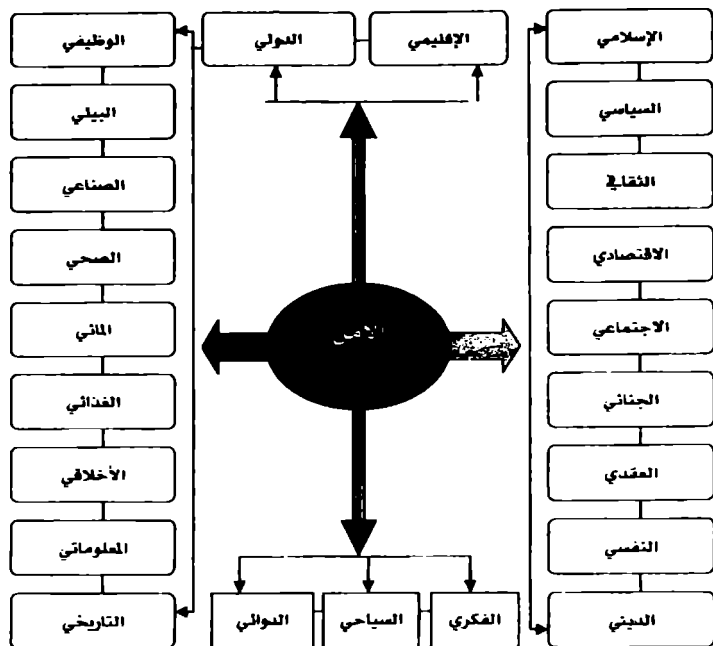 الإسلامي
السياسي
الثقافي
الاقتصادي
الاجتماعي
الجنائي
العقدي
النفسي
الديني
الإقليمي
الدولي
الامن
الفكري
السياحي
الدوائي
الوظيفي
البيئي
الصناعي
الصحي
المائي
الغذائي
الأخلاقي
المعلوماتي
التاريخي